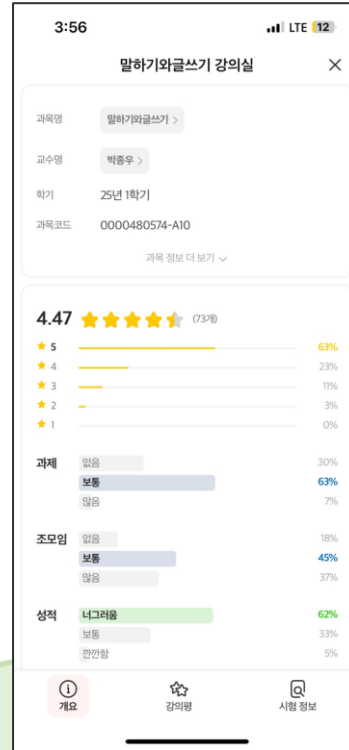 3:56 LTE 12
말하기와글쓰기 강의실
과목명 말하기와글쓰기 >
교수명 박종우 >
학기 25년 1학기
과목코드 0000480574-A10
과목 정보 더 보기
4.47 (73개)
5 63%
4 23%
3 11%
2 3%
1 0%
과제 없음 30%
보통 63%
많음 7%
조모임 없음 18%
보통 45%
많음 37%
성적 너그러움 62%
보통 33%
깐깐함 5%
개요 강의평 시험 정보